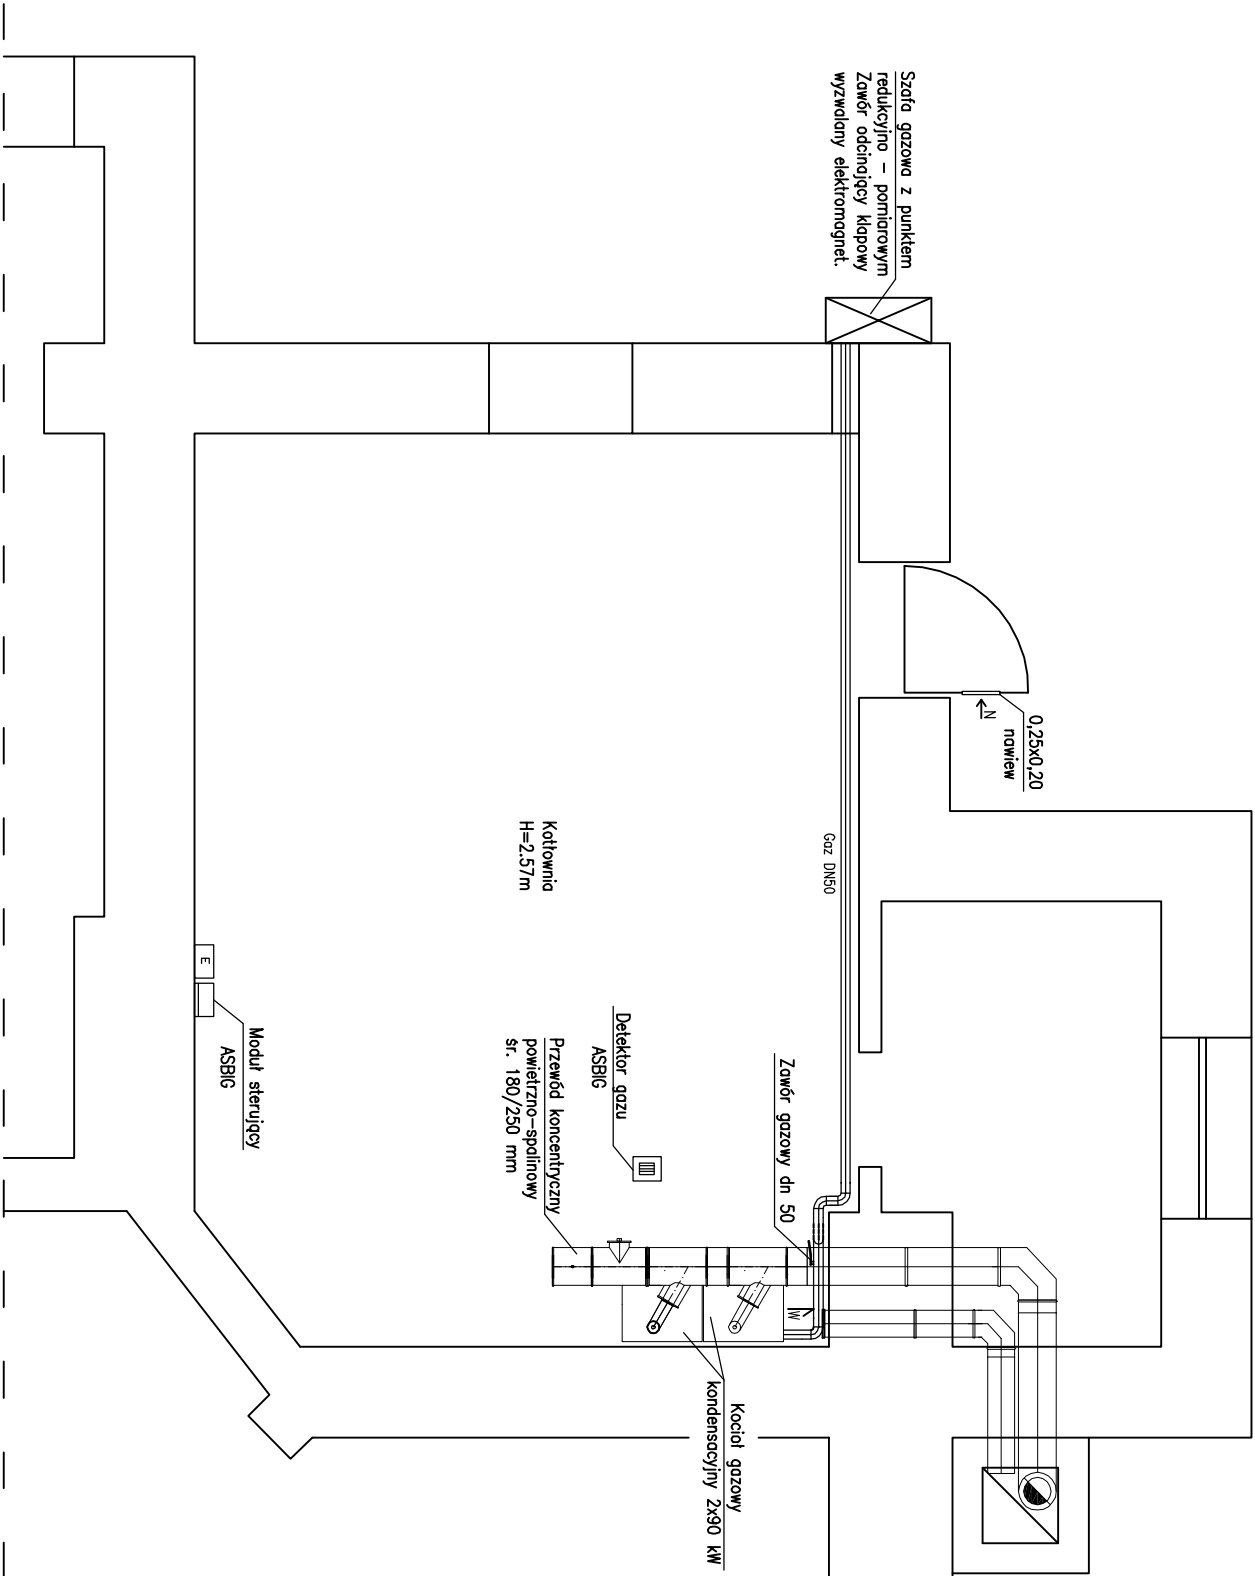 Szafa gazowa z punktem
redukcyjno - pomiarowym
Zawór odcinający klapowy
wyzwalany elektromagnet.
0,25x0,20
nawiew
N
Gaz DN50
Kotłownia
H=2.57m
E
Moduł sterujący
ASBIG
Detektor gazu
ASBIG
Przewód koncentryczny
powietrzno-spalinowy
śr. 180/250 mm
Zawór gazowy dn 50
W
Kocioł gazowy
kondensacyjny 2x90 kW